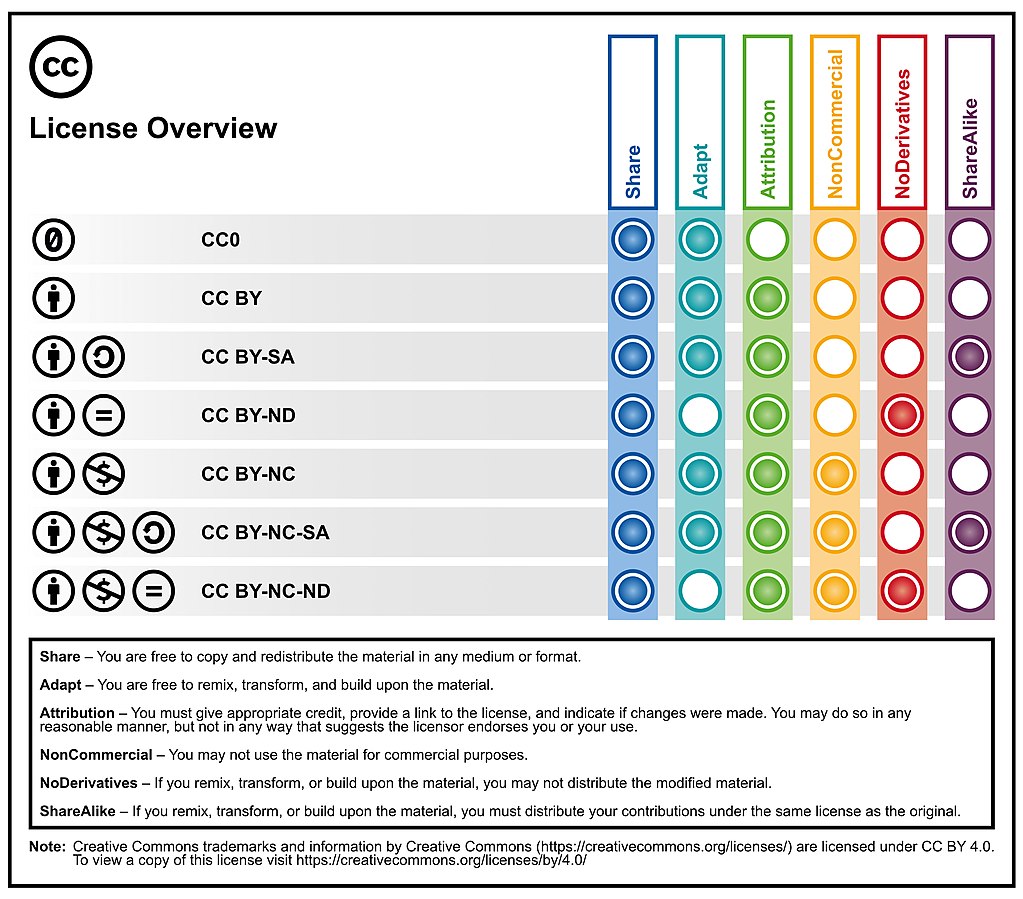 CC
License Overview
Share
Adapt
Attribution
NonCommercial
NoDerivatives
ShareAlike
0
CC0
$
CC BY
CC BY-SA
=
CC BY-ND
$
CC BY-NC
$
CC BY-NC-SA
$ =
CC BY-NC-ND
Share – You are free to copy and redistribute the material in any medium or format.
Adapt – You are free to remix, transform, and build upon the material.
Attribution – You must give appropriate credit, provide a link to the license, and indicate if changes were made. You may do so in any
reasonable manner, but not in any way that suggests the licensor endorses you or your use.
NonCommercial – You may not use the material for commercial purposes.
NoDerivatives – If you remix, transform, or build upon the material, you may not distribute the modified material.
ShareAlike – If you remix, transform, or build upon the material, you must distribute your contributions under the same license as the original.
Note: Creative Commons trademarks and information by Creative Commons (https://creativecommons.org/licenses/) are licensed under CC BY 4.0.
To view a copy of this license visit https://creativecommons.org/licenses/by/4.0/